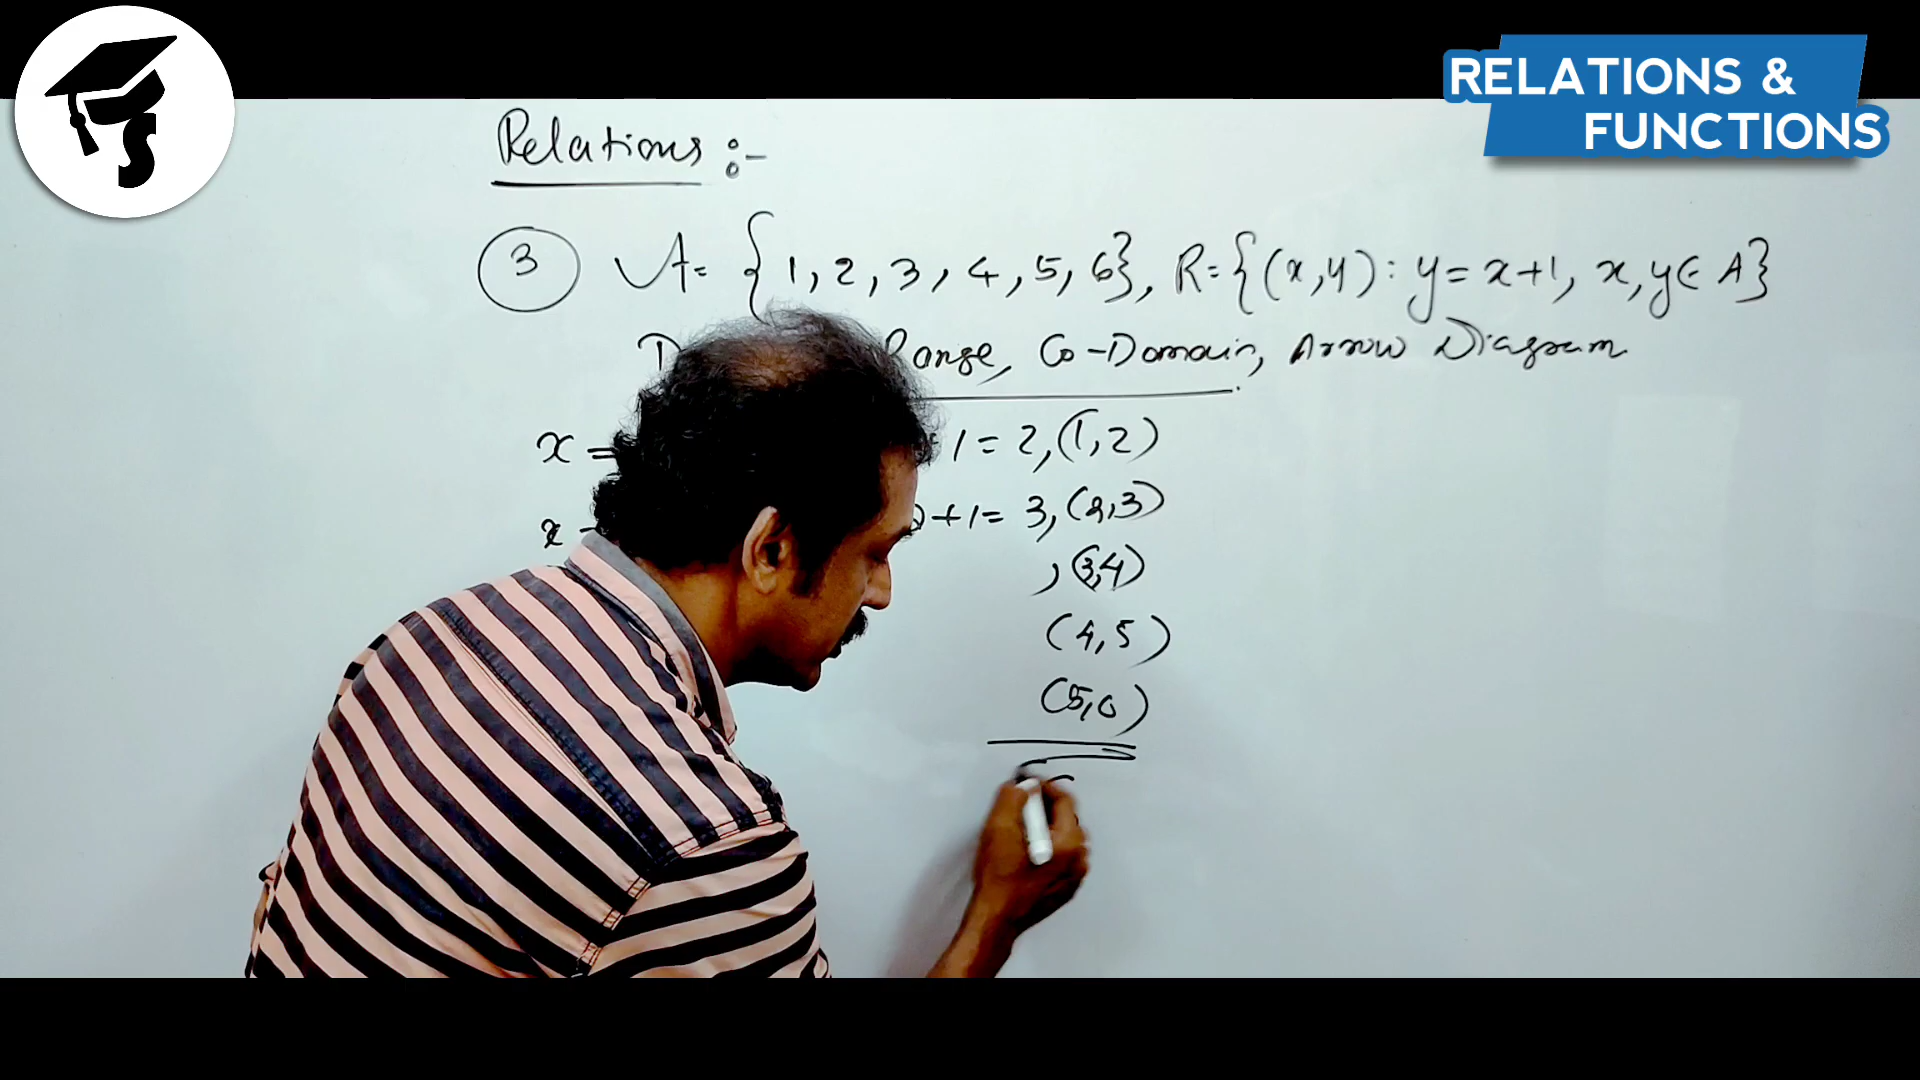 RELATIONS &
FUNCTIONS
Relations :-
3 A = {1, 2, 3, 4, 5, 6}, R = {(x,y) : y = x+1, x, y ∈ A}
ange, Co-Domain, Arrow Diagram
x = 1 = 2, (1,2)
x +1 = 3, (2,3)
, (3,4)
(4,5)
(5,6)